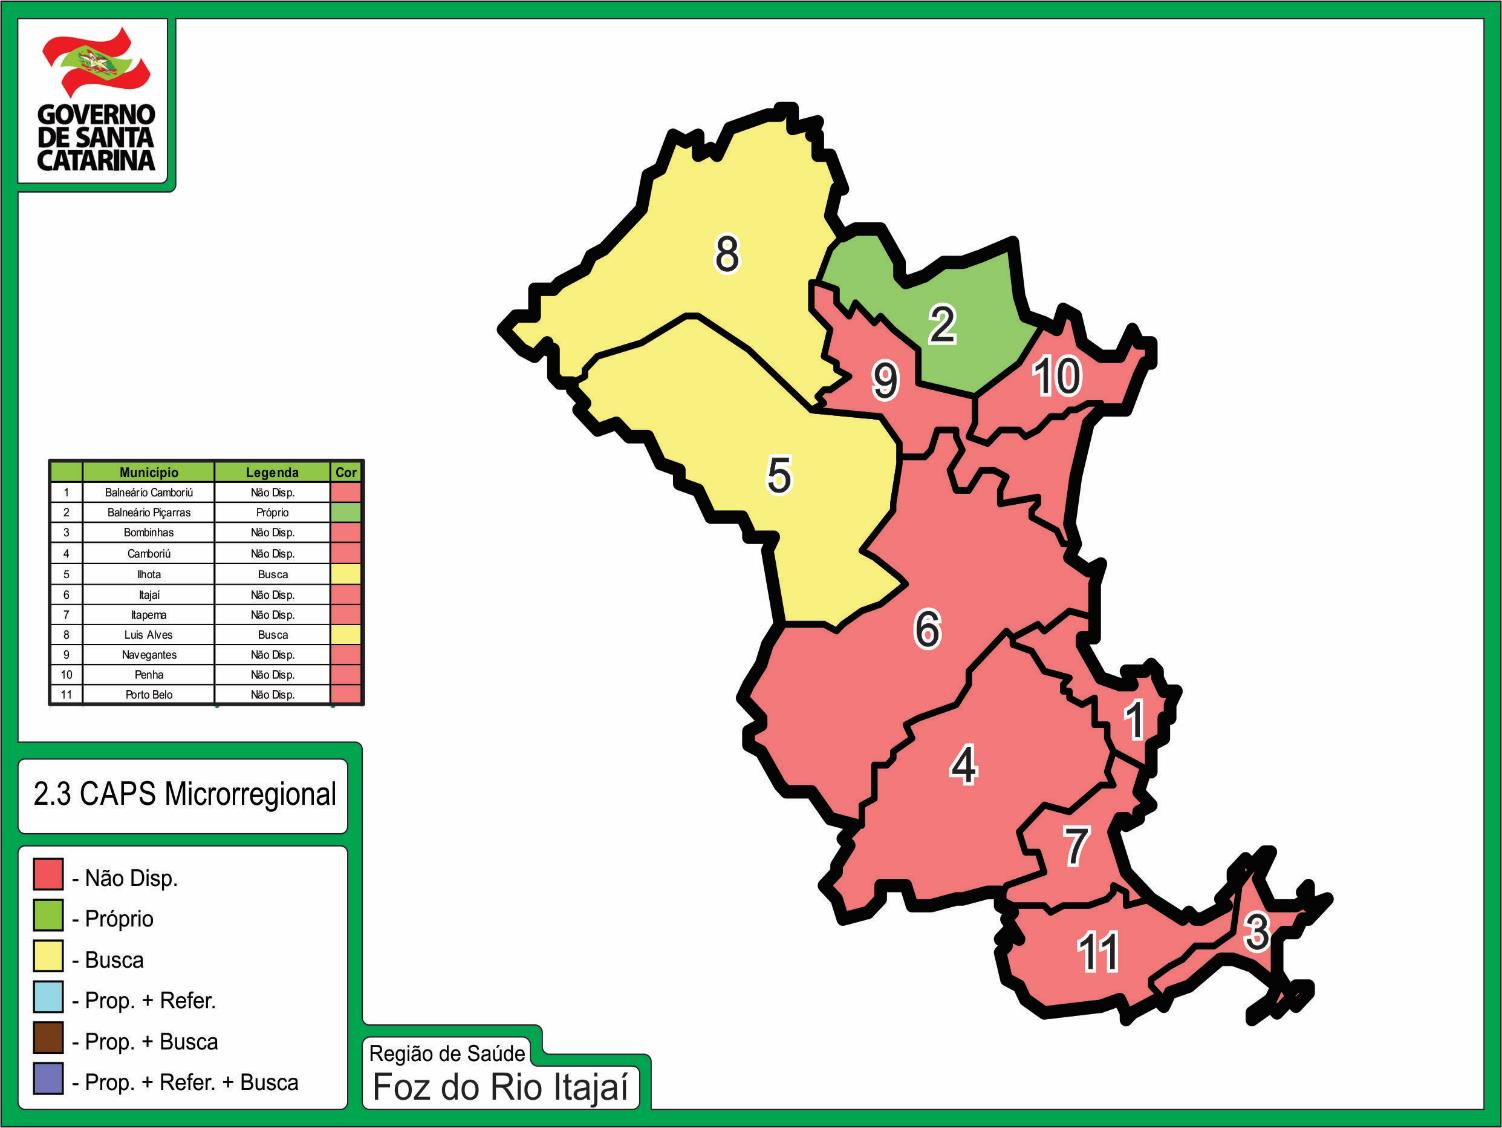 GOVERNO
DE SANTA
CATARINA
8
2
10
9
5
6
4
1
7
3
11
Município Legenda Cor
1 Balneário Camboriú Não Disp.
2 Balneário Piçarras Próprio
3 Bombinhas Não Disp.
4 Camboriú Não Disp.
5 Ilhota Busca
6 Itajaí Não Disp.
7 Itapema Não Disp.
8 Luis Alves Busca
9 Navegantes Não Disp.
10 Penha Não Disp.
11 Porto Belo Não Disp.
2.3 CAPS Microrregional
- Não Disp.
- Próprio
- Busca
- Prop. + Refer.
- Prop. + Busca
- Prop. + Refer. + Busca
Região de Saúde
Foz do Rio Itajaí